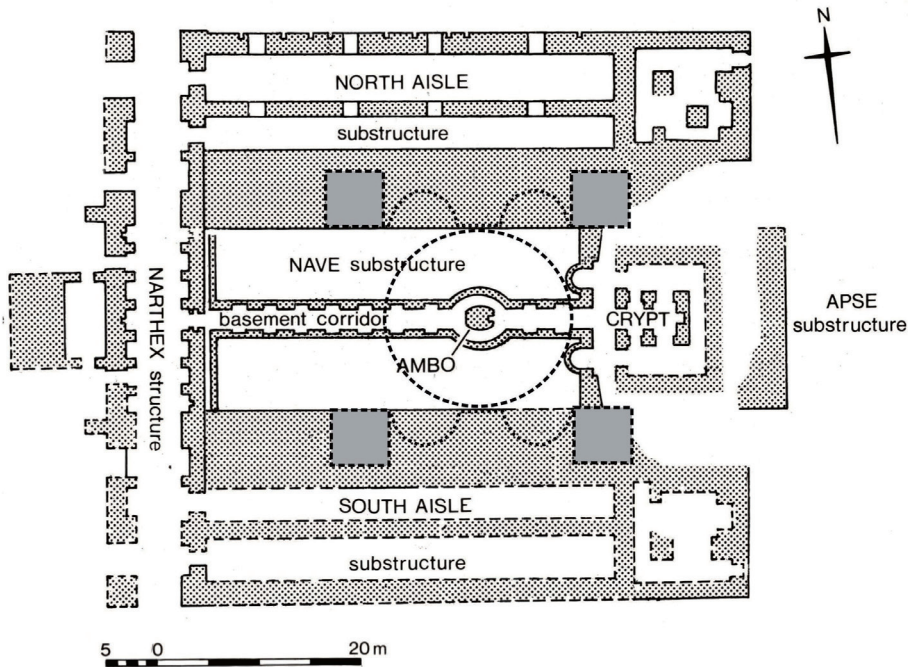 N
NORTH AISLE
substructure
NARTHEX structure
NAVE substructure
basement corridor
CRYPT
APSE
substructure
AMBO
SOUTH AISLE
substructure
5 0 20 m